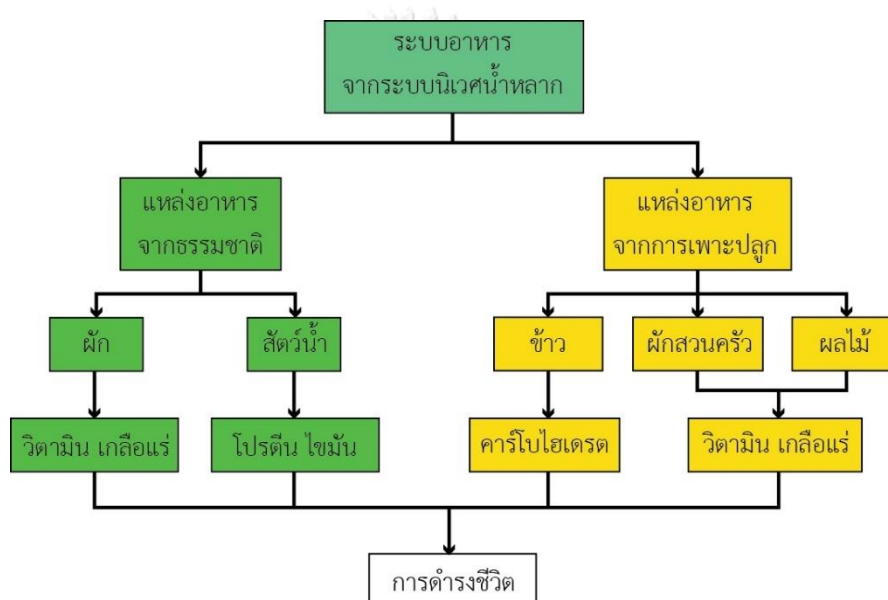 ระบบอาหาร
จากระบบนิเวศน้ำหลาก
แหล่งอาหาร
จากธรรมชาติ
แหล่งอาหาร
จากการเพาะปลูก
ผัก
สัตว์น้ำ
ข้าว
ผักสวนครัว
ผลไม้
วิตามิน เกลือแร่
โปรตีน ไขมัน
คาร์โบไฮเดรต
วิตามิน เกลือแร่
การดำรงชีวิต